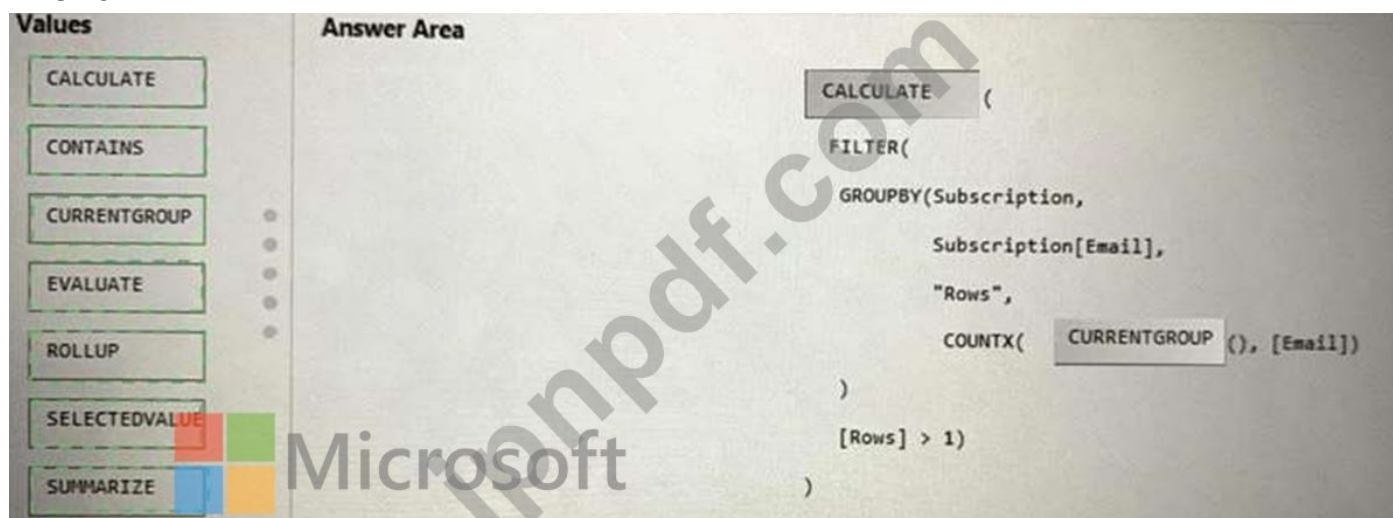 Values
Answer Area
CALCULATE
CONTAINS
CURRENTGROUP
EVALUATE
ROLLUP
SELECTEDVALUE
SUMMARIZE
CALCULATE (
FILTER(
GROUPBY(Subscription,
Subscription[Email],
"Rows",
COUNTX( CURRENTGROUP (), [Email])
)
[Rows] > 1)
)
Microsoft